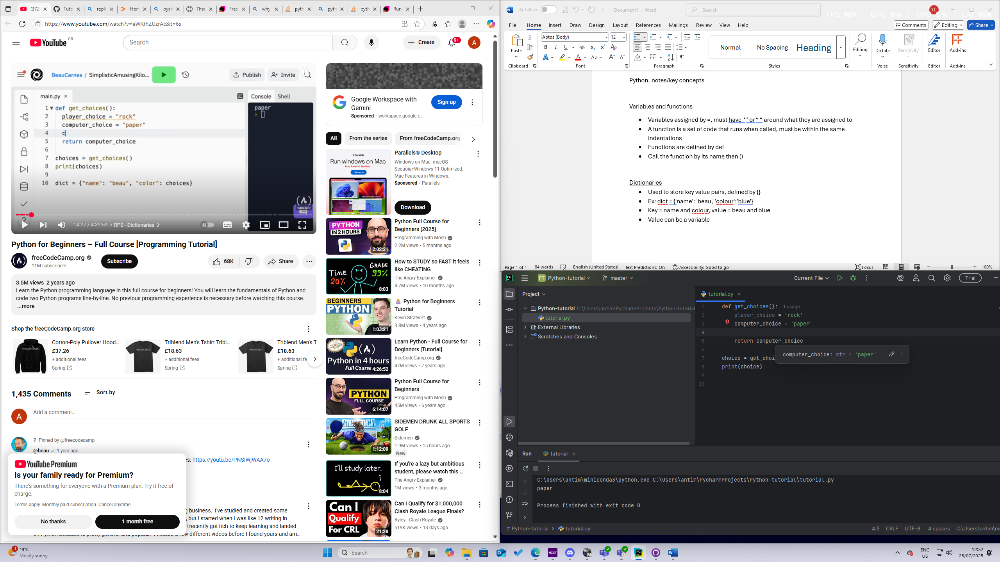 (372
Tuto
repli
Hom
pych
Than
Free
why
pyth
pyth
pyth
Run/
https://www.youtube.com/watch?v=eWRfhZUzrAc&t=6s
YouTube GB
Search
Create
9+
A
BeauCarnes / SimplisticAmusingKilo...
Publish
Invite
main.py ×
Console
Shell
1 def get_choices():
2 player_choice = "rock"
3 computer_choice = "paper"
4 c
5 return computer_choice
6
7 choices = get_choices()
8 print(choices)
9
10 dict = {"name": "beau", "color": choices}
paper
>
SUBSCRIBE
14:27 / 4:39:59 • RPS - Dictionaries
Python for Beginners – Full Course [Programming Tutorial]
freeCodeCamp.org
11M subscribers
Subscribe
68K
Share
3.5M views 2 years ago
Learn the Python programming language in this full course for beginners! You will learn the fundamentals of Python and
code two Python programs line-by-line. No previous programming experience is necessary before watching this course.
...more
Shop the freeCodeCamp.org store
Cotton-Poly Pullover Hood...
£37.26
+ additional fees
Spring
Triblend Men's Tshirt Tribl...
£18.63
+ additional fees
Spring
Triblend Men's T
£18.63
+ additional fe
Spring
1,435 Comments
Sort by
A
Add a comment...
Pinned by @freecodecamp
@beau 1 year ago
es: https://youtu.be/PNSIWjWAA7o
YouTube Premium
Is your family ready for Premium?
There's something for everyone with a Premium plan. Try it free of
charge.
Terms apply. Monthly paid subscription. Cancel anytime
No thanks
1 month free
g business. I've studied and created some
, but I started when I was like 12 writing in
I recently got itch to keep learning and landed
on Python because is pretty general and popular. I floated a few different videos before I found yours and am...
Google Workspace with
Gemini
Sponsored · workspace.google.c...
Sign up
All
From the series
From freeCodeCamp.org
Parallels
Run windows on Mac
Easy. Powerful. Seamless.
Try free
Parallels® Desktop
Windows on Mac. macOS
Sequoia+Windows 11 Optimized.
Mac Features in Windows.
Sponsored · Parallels
Download
PYTHON
IN 2 HOURS
2:02:21
Python Full Course for
Beginners [2025]
Programming with Mosh
2.2M views • 5 months ago
TIME
20%
GRADE
99%
8:03
How to STUDY so FAST it feels
like CHEATING
The Angry Explainer
4.7M views • 10 months ago
BEGINNERS
PYTHON
1:03:21
Python for Beginners
Tutorial
Kevin Stratvert
3.8M views • 4 years ago
Python
in 4 hours
Full Course
4:26:52
Learn Python - Full Course for
Beginners [Tutorial]
freeCodeCamp.org
47M views • 7 years ago
PYTHON
FULL COURSE
6:14:07
Python Full Course for
Beginners
Programming with Mosh
45M views • 6 years ago
SIDEMEN
1:12:09
SIDEMEN DRUNK ALL SPORTS
GOLF
Sidemen
1.9M views • 15 hours ago
New
I'll study later.
8:04
If you're a lazy but ambitious
student, please watch this ...
The Angry Explainer
1M views • 3 months ago
Can I
Qualify
For CRL
21:28
Can I Qualify for $1,000,000
Clash Royale League Finals?
Ryley - Clash Royale
519K views • 13 days ago
AutoSave
Document1 - Word
Search
LL
FPS N/A
GPU 0 %
CPU 5 %
LAT N/A
File
Home
Insert
Draw
Design
Layout
References
Mailings
Review
View
Help
Comments
Editing
Share
Paste
Aptos (Body)
12
Normal
No Spacing
Heading
Editing
Dictate
Sensitivity
Editor
Add-ins
Clipboard
Font
Paragraph
Styles
Voice
Sensitivity
Editor
Add-ins
Python- notes/key concepts
Variables and functions
• Variables assigned by =, must have ‘ ‘ or “ “ around what they are assigned to
• A function is a set of code that runs when called, must be within the same
indentations
• Functions are defined by def
• Call the function by its name then ()
Dictionaries
• Used to store key value pairs, defined by {}
• Ex: dict = {'name': 'beau', 'colour':'blue'}
• Key = name and colour, value = beau and blue
• Value can be a variable
Page 1 of 1
84 words
English (United States)
Text Predictions: On
Accessibility: Good to go
Focus
100%
PC
PT Python-tutorial
master
Current File
Trial
Project
Python-tutorial C:\Users\antim\PycharmProjects\Python-tutorial
tutorial.py
External Libraries
Scratches and Consoles
tutorial.py ×
1 def get_choices(): 1 usage
2 player_choice = 'rock'
3 computer_choice = 'paper'
4
5 return computer_choice
6
7 choice = get_choi
8 print(choice)
9
10
computer_choice: str = 'paper'
Run
tutorial ×
C:\Users\antim\miniconda3\python.exe C:\Users\antim\PycharmProjects\Python-tutorial\tutorial.py
paper
Process finished with exit code 0
Python-tutorial > tutorial.py
4:5
CRLF
UTF-8
4 spaces
C:\Users\antim\mi
1
19°C
Mostly sunny
Search
NZXT
ENG
US
12:52
28/07/2025